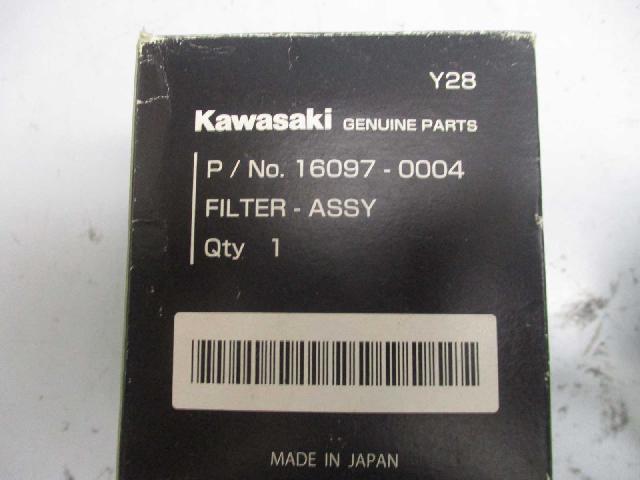 Y28
Kawasaki GENUINE PARTS
P / No. 16097 - 0004
FILTER - ASSY
Qty 1
MADE IN JAPAN